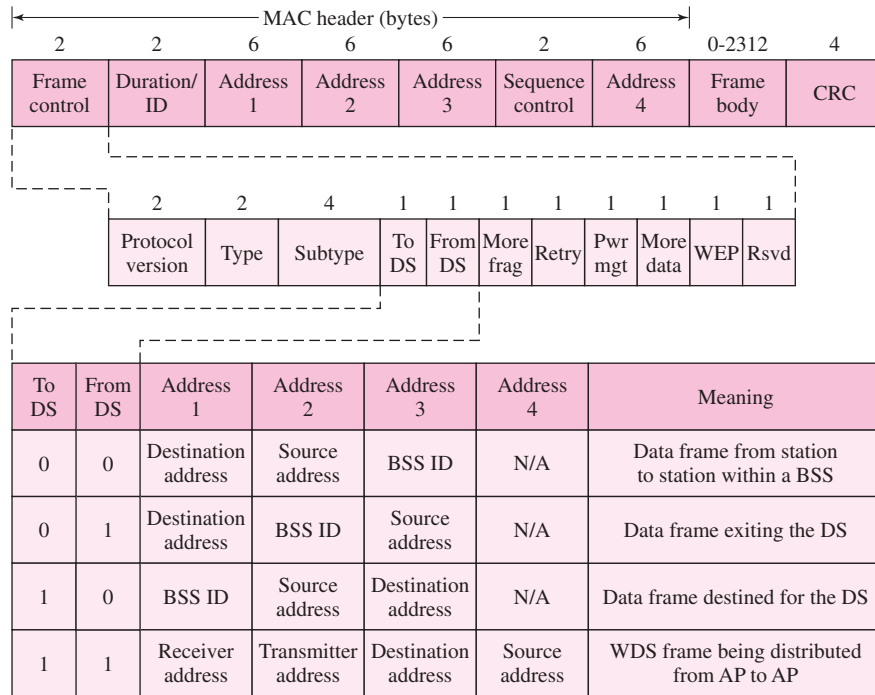 MAC header (bytes)
2 2 6 6 6 2 6 0-2312 4
Frame control Duration/ ID Address 1 Address 2 Address 3 Sequence control Address 4 Frame body CRC
2 2 4 1 1 1 1 1 1 1 1
Protocol version Type Subtype To DS From DS More frag Retry Pwr mgt More data WEP Rsvd
To DS From DS Address 1 Address 2 Address 3 Address 4 Meaning
0 0 Destination address Source address BSS ID N/A Data frame from station to station within a BSS
0 1 Destination address BSS ID Source address N/A Data frame exiting the DS
1 0 BSS ID Source address Destination address N/A Data frame destined for the DS
1 1 Receiver address Transmitter address Destination address Source address WDS frame being distributed from AP to AP